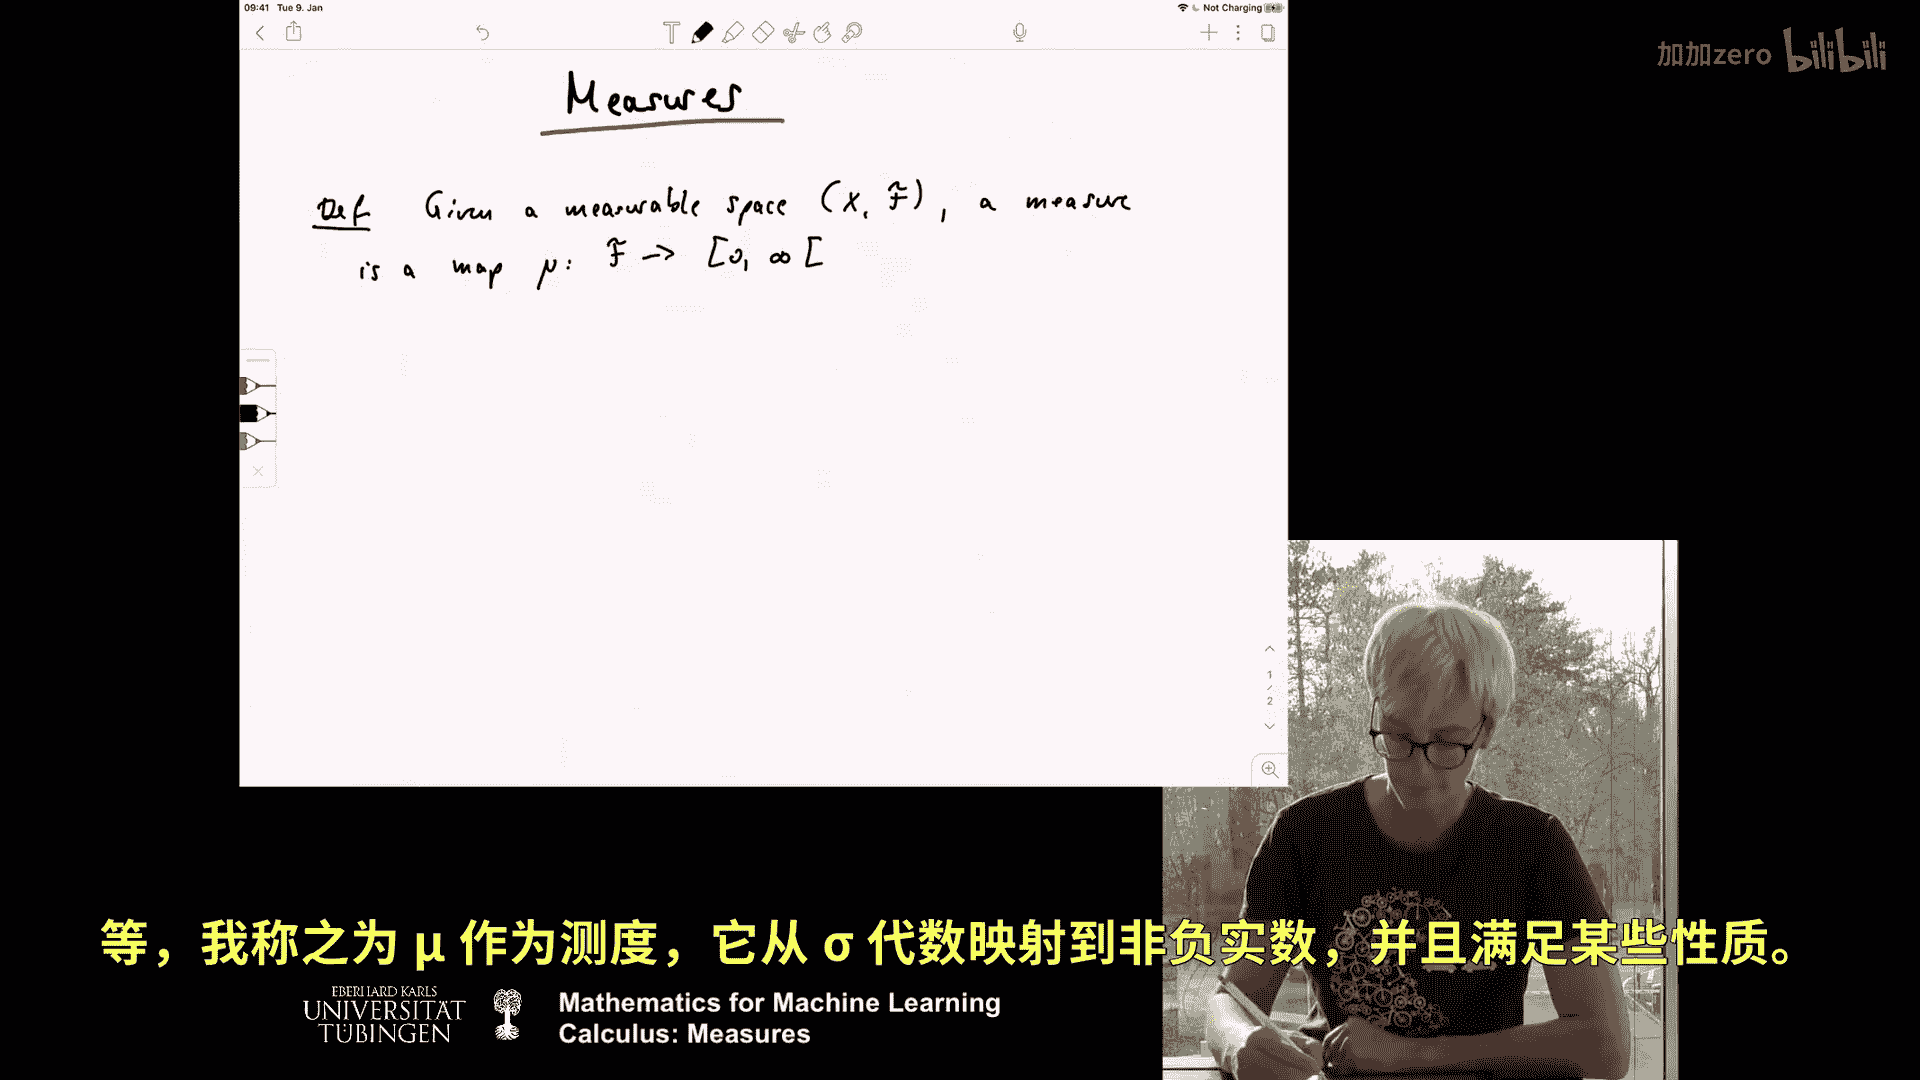 09:41 Tue 9. Jan
Not Charging
加加zero bilibili
Measures
Def Given a measurable space (X, F̃), a measure
is a map μ: F̃ → [0, ∞[
1
/
2
等，我称之为 μ 作为测度，它从 σ 代数映射到非负实数，并且满足某些性质。
EBERHARD KARLS
UNIVERSITÄT
TÜBINGEN
Mathematics for Machine Learning
Calculus: Measures